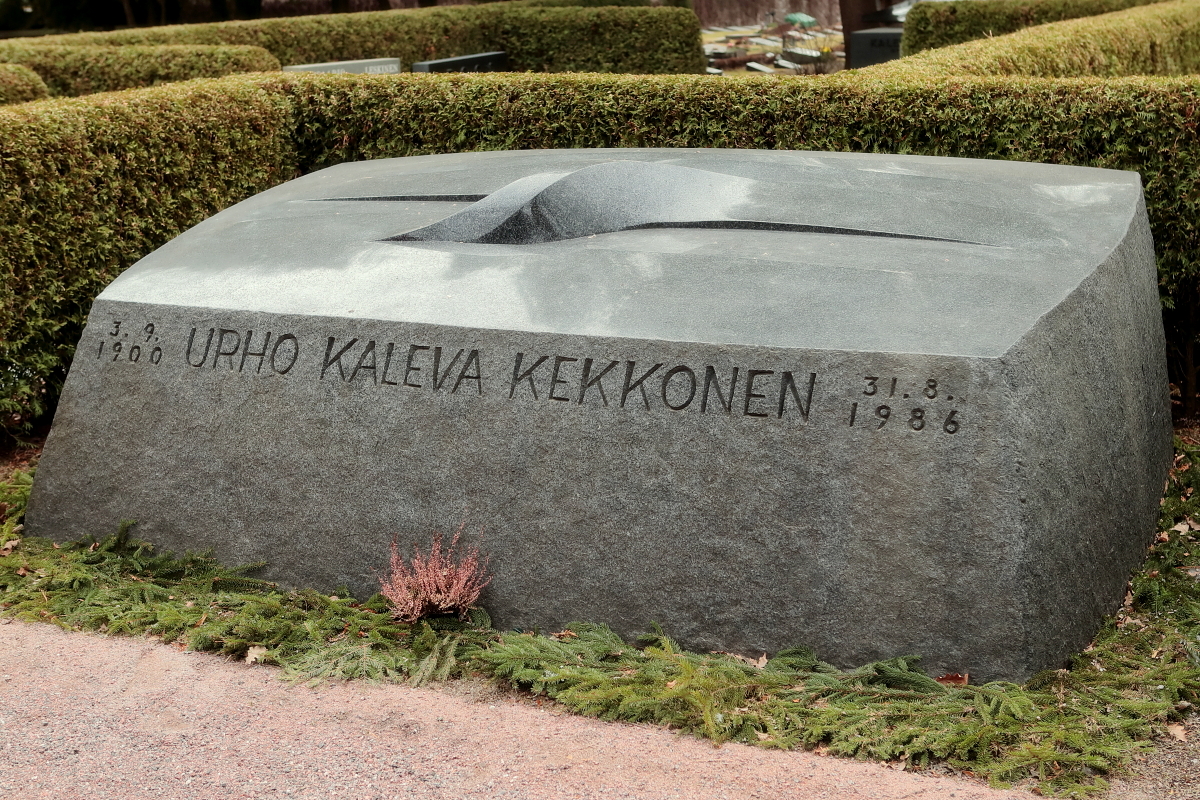 3. 9.
1900
URHO KALEVA KEKKONEN
31. 8.
1986